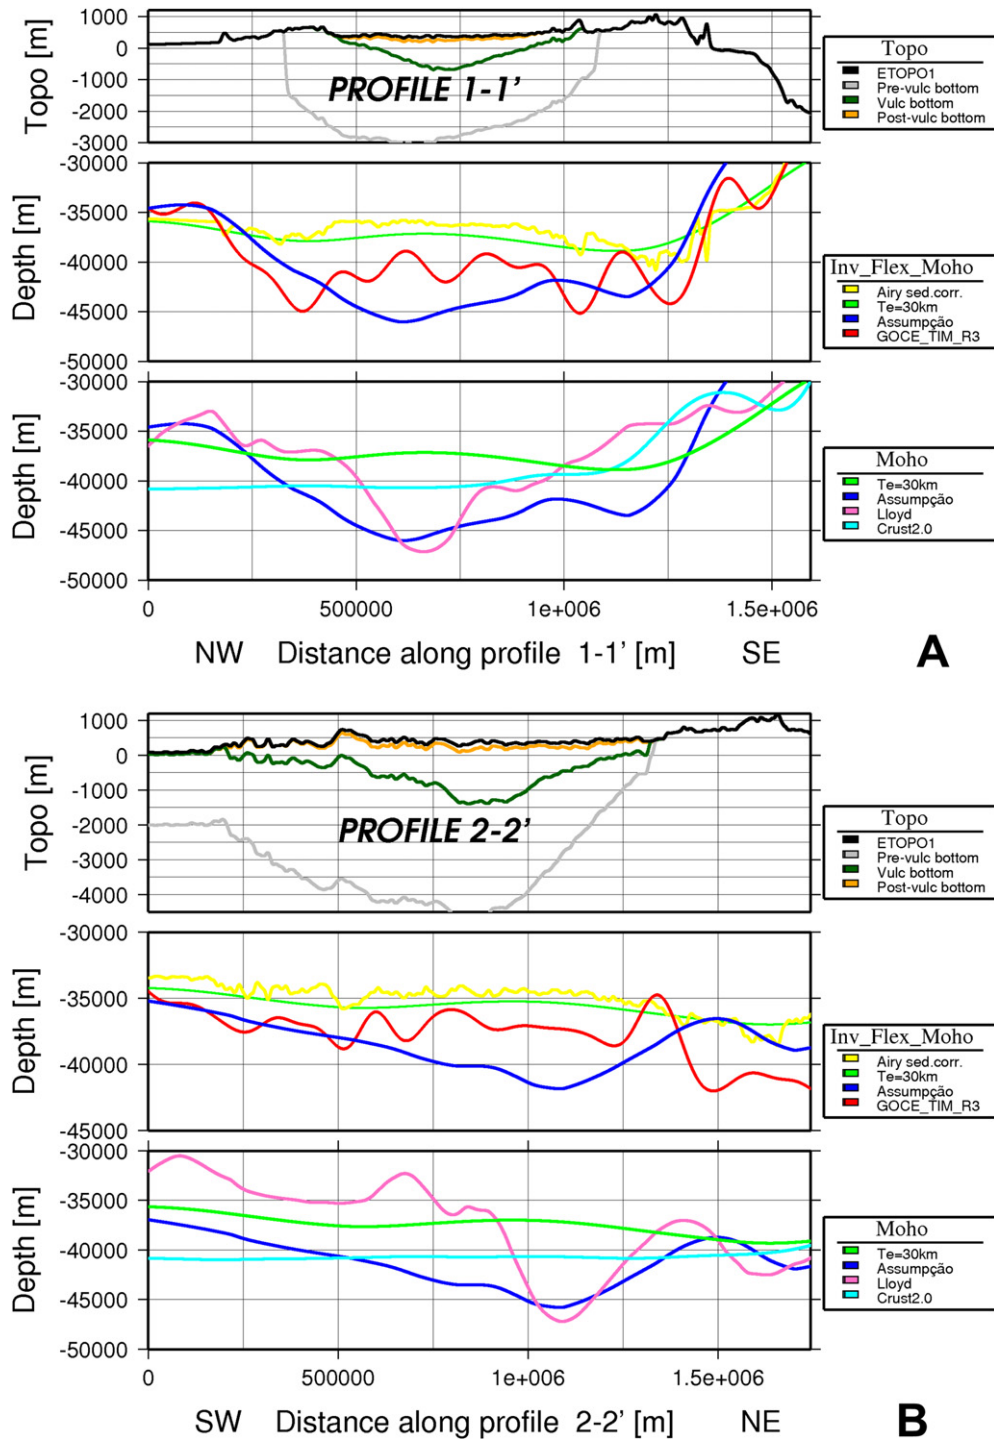 1000
0
-1000
-2000
-3000
Topo [m]
PROFILE 1-1'
Topo
ETOPO1
Pre-vulc bottom
Vulc bottom
Post-vulc bottom
-30000
-35000
-40000
-45000
-50000
Depth [m]
Inv_Flex_Moho
Airy sed.corr.
Te=30km
Assumpção
GOCE_TIM_R3
-30000
-35000
-40000
-45000
-50000
Depth [m]
Moho
Te=30km
Assumpção
Lloyd
Crust2.0
0 500000 1e+006 1.5e+006
NW Distance along profile 1-1' [m] SE
A
1000
0
-1000
-2000
-3000
-4000
Topo [m]
PROFILE 2-2'
Topo
ETOPO1
Pre-vulc bottom
Vulc bottom
Post-vulc bottom
-30000
-35000
-40000
-45000
Depth [m]
Inv_Flex_Moho
Airy sed.corr.
Te=30km
Assumpção
GOCE_TIM_R3
-30000
-35000
-40000
-45000
-50000
Depth [m]
Moho
Te=30km
Assumpção
Lloyd
Crust2.0
0 500000 1e+006 1.5e+006
SW Distance along profile 2-2' [m] NE
B